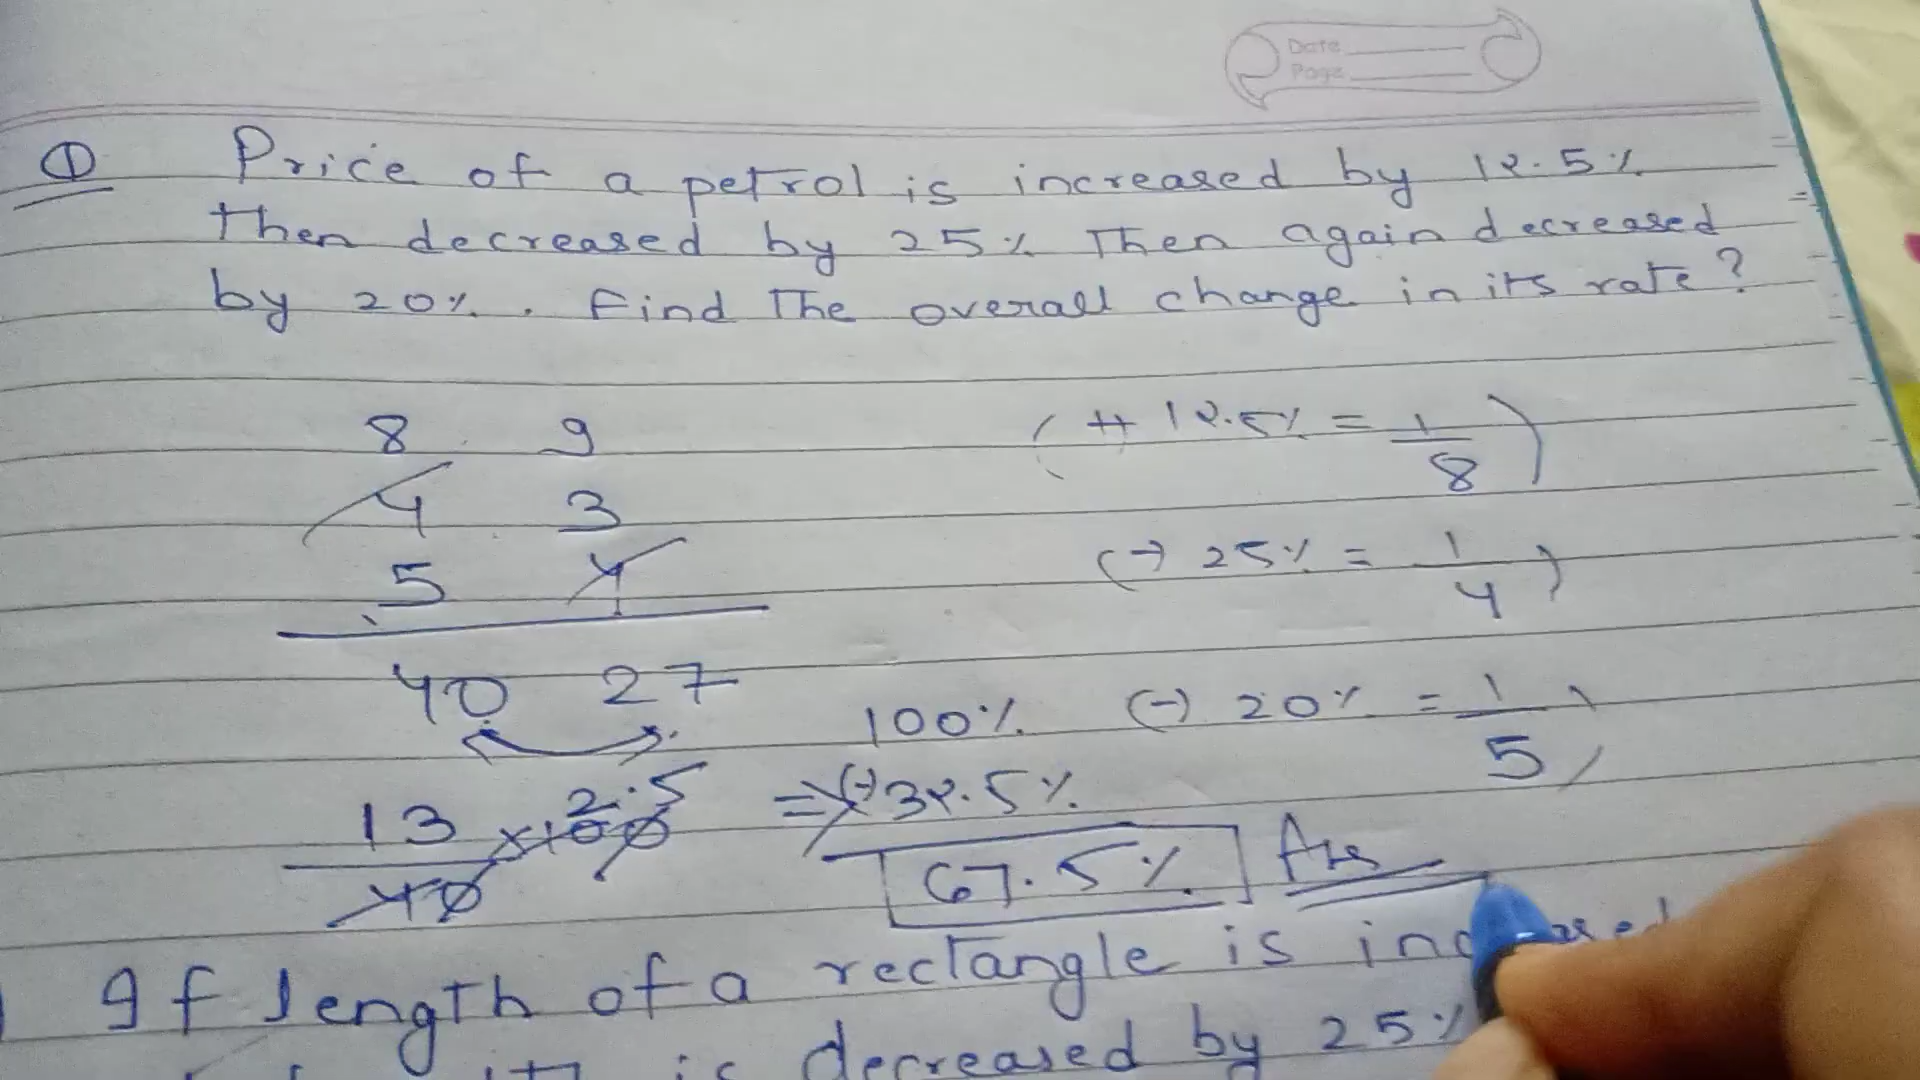 Date
Page
① Price of a petrol is increased by 12.5%
Then decreased by 25% Then again decreased
by 20%. Find The overall change in its rate?
8 9 (+ 12.5% = 1/8)
4 3
5 4 (-) 25% = 1/4)
40 27
100% (-) 20% = 1/5)
13/40 × 100 2.5 => (-) 32.5%
67.5% Ans
If length of a rectangle is
is decreased by 25%